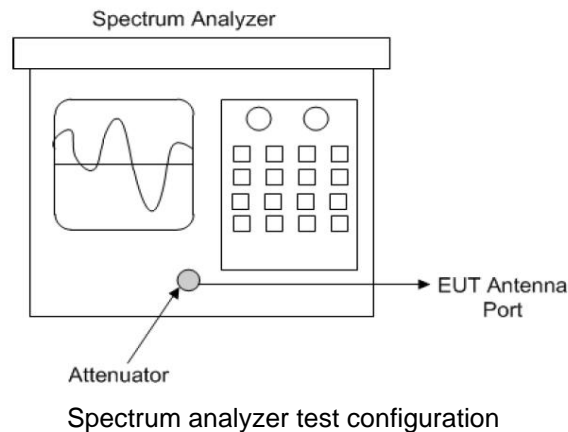 Spectrum Analyzer
EUT Antenna
Port
Attenuator
Spectrum analyzer test configuration